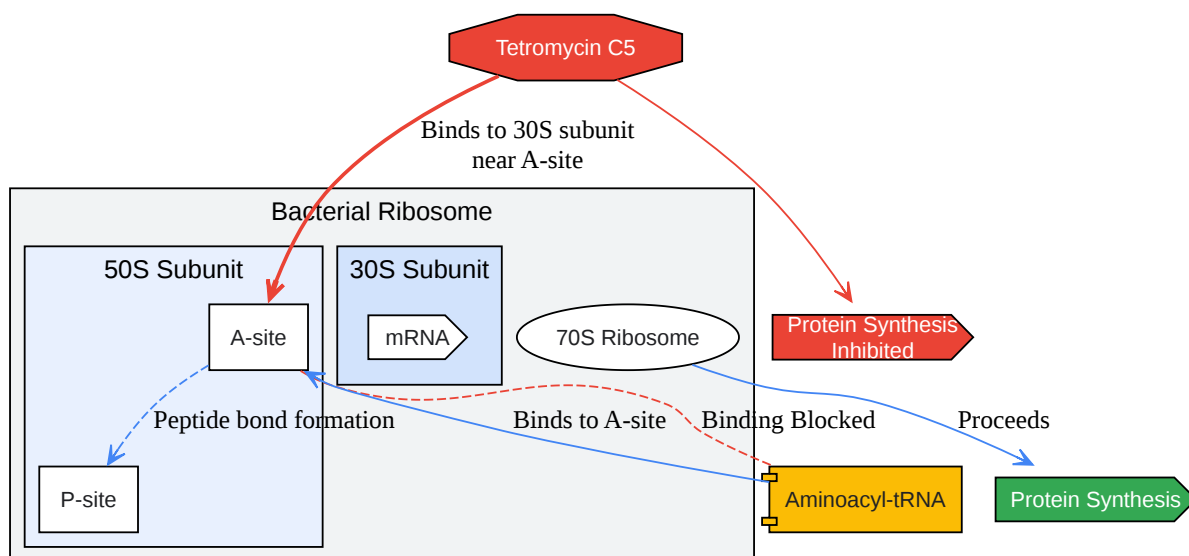 Tetromycin C5
Binds to 30S subunit
near A-site
Bacterial Ribosome
50S Subunit
30S Subunit
A-site
mRNA
70S Ribosome
Protein Synthesis
Inhibited
Peptide bond formation
Binds to A-site
Binding Blocked
Proceeds
P-site
Aminoacyl-tRNA
Protein Synthesis